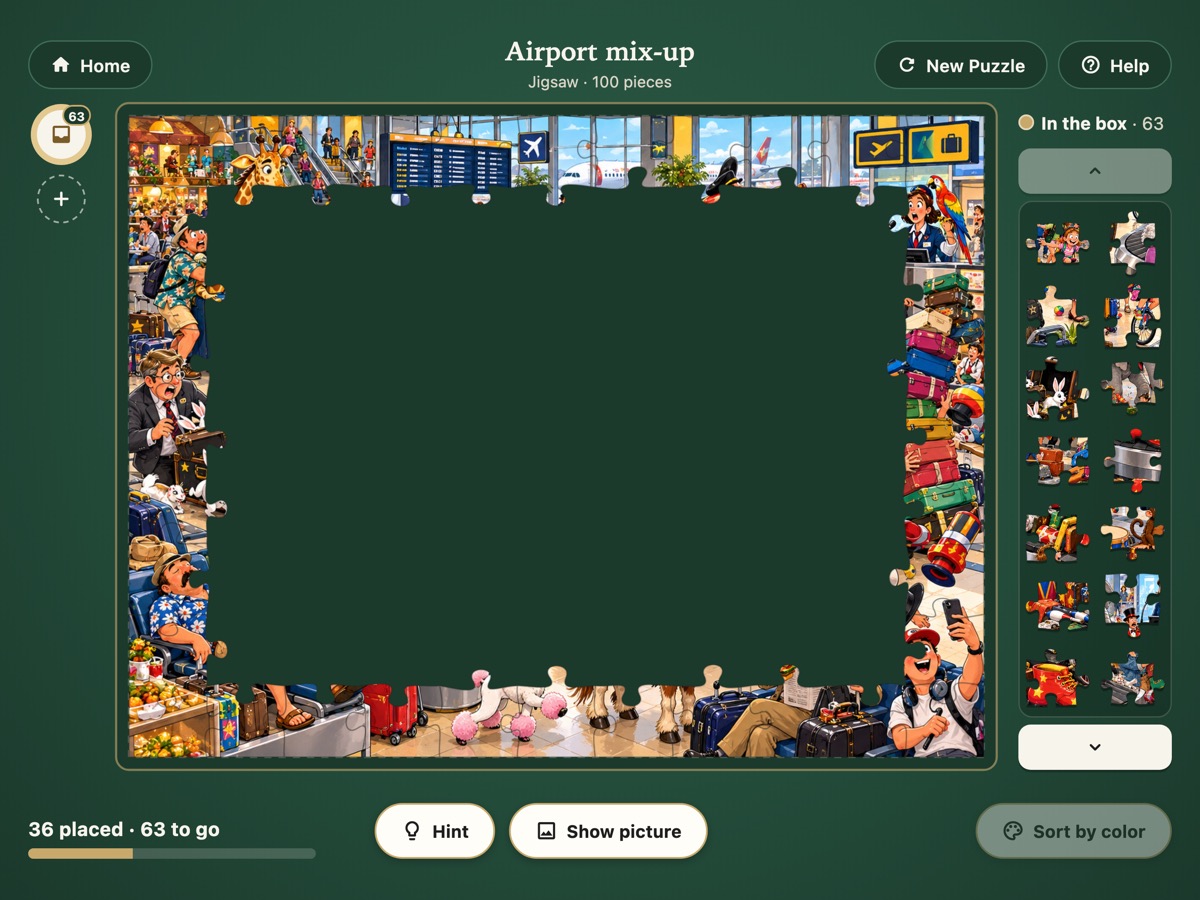 Home
Airport mix-up
Jigsaw · 100 pieces
New Puzzle
Help
63
In the box · 63
36 placed · 63 to go
Hint
Show picture
Sort by color